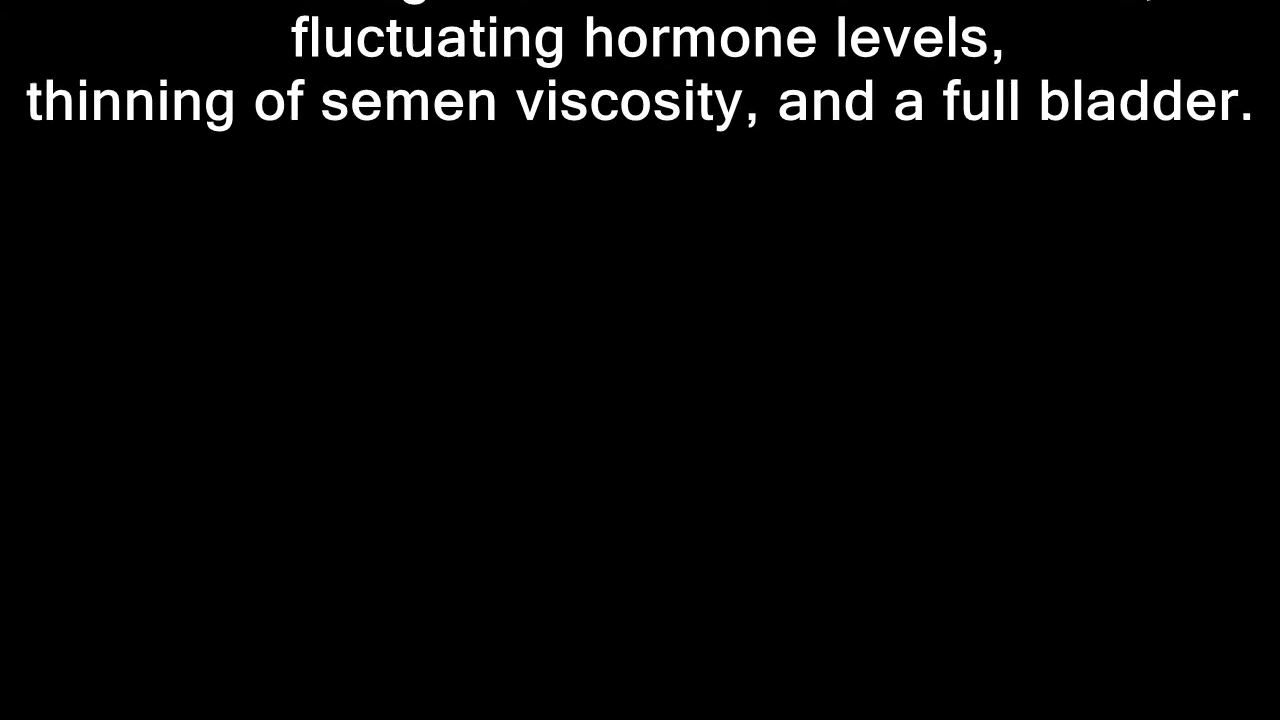 fluctuating hormone levels,
thinning of semen viscosity, and a full bladder.